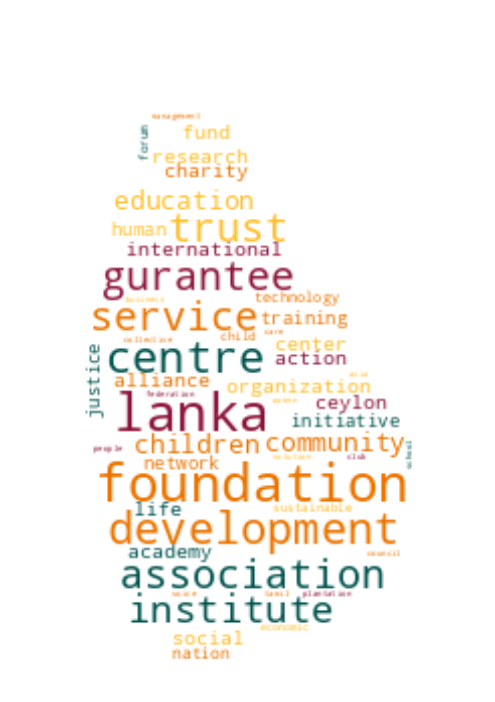 management
forum
fund
research
charity
education
human trust
international
gurantee
business technology
service training
collective child care
justice centre center
action
alliance asia
organization
federation women
lanka ceylon
initiative
people children community
solution club school
network
foundation
life sustainable
development
academy council
association
voice tamil plantation
institute
economic
social
nation